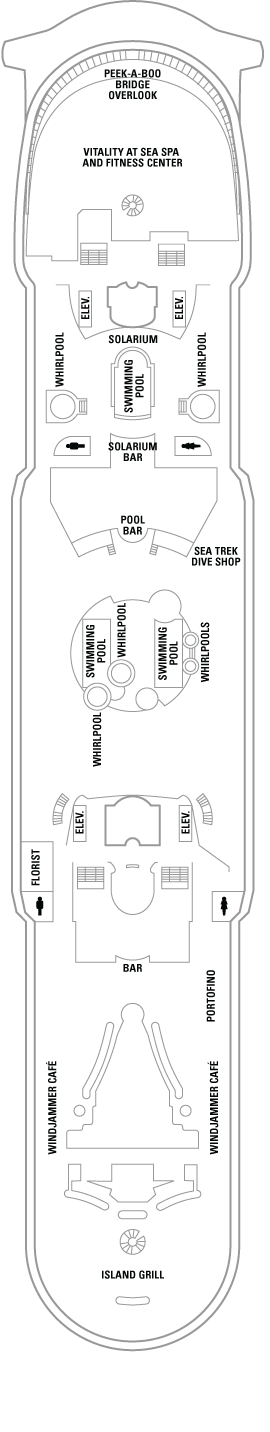 PEEK-A-BOO
BRIDGE
OVERLOOK
VITALITY AT SEA SPA
AND FITNESS CENTER
ELEV.
ELEV.
SOLARIUM
WHIRLPOOL
SWIMMING
POOL
WHIRLPOOL
SOLARIUM
BAR
POOL
BAR
SEA TREK
DIVE SHOP
SWIMMING
POOL
WHIRLPOOL
SWIMMING
POOL
WHIRLPOOLS
WHIRLPOOL
ELEV.
ELEV.
FLORIST
BAR
PORTOFINO
WINDJAMMER CAFÉ
WINDJAMMER CAFÉ
ISLAND GRILL